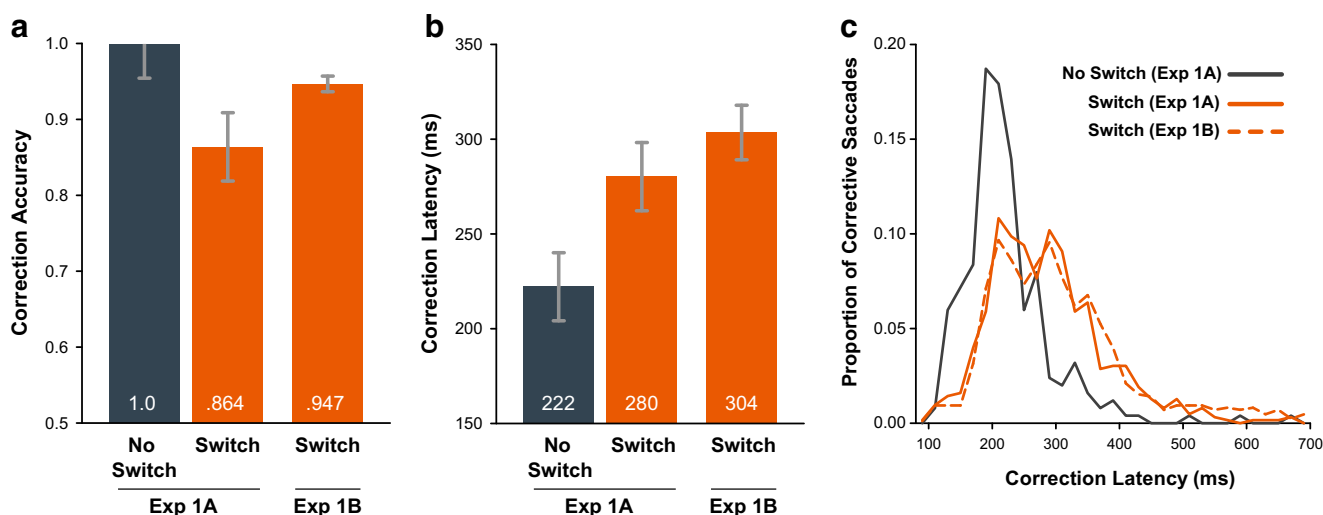 a
Correction Accuracy
1.0
0.9
0.8
0.7
0.6
0.5
1.0
.864
.947
No
Switch
Switch
Switch
Exp 1A
Exp 1B
b
Correction Latency (ms)
350
300
250
200
150
222
280
304
No
Switch
Switch
Switch
Exp 1A
Exp 1B
c
Proportion of Corrective Saccades
0.20
0.15
0.10
0.05
0.00
No Switch (Exp 1A)
Switch (Exp 1A)
Switch (Exp 1B)
100
200
300
400
500
600
700
Correction Latency (ms)